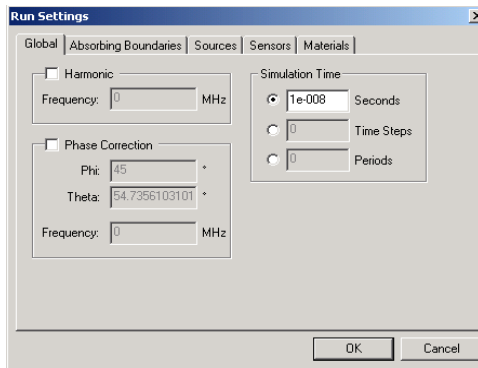 Run Settings
Global Absorbing Boundaries Sources Sensors Materials
Harmonic
Frequency: 0 MHz
Phase Correction
Phi: 45 °
Theta: 54.7356103101 °
Frequency: 0 MHz
Simulation Time
1e-008 Seconds
0 Time Steps
0 Periods
OK Cancel